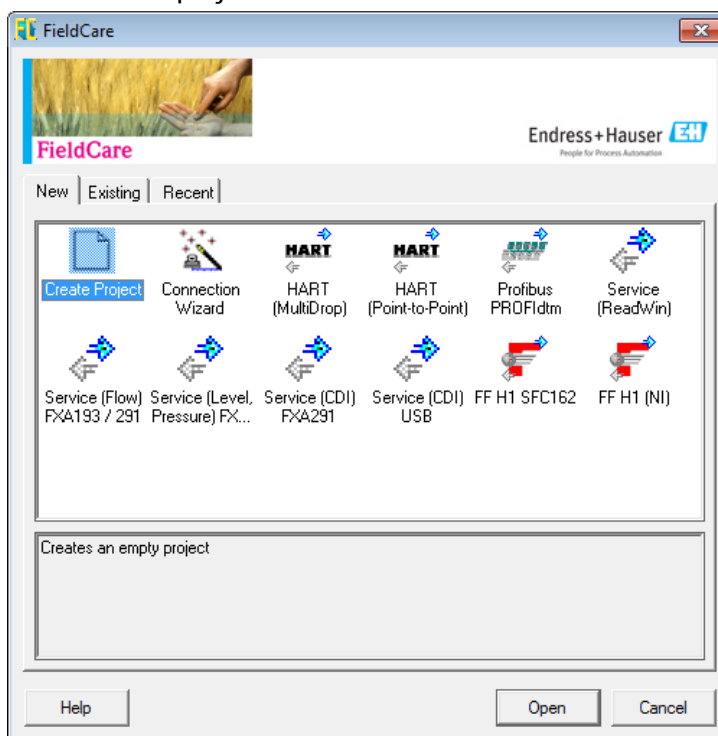 FieldCare
FieldCare
Endress+Hauser EH
People for Process Automation
New Existing Recent
Create Project
Connection Wizard
HART
HART (MultiDrop)
HART
HART (Point-to-Point)
Profibus PROFIdtm
Service (ReadWin)
Service (Flow) FXA193 / 291
Service (Level, Pressure) FX...
Service (CDI) FXA291
Service (CDI) USB
FF H1 SFC162
FF H1 (NI)
Creates an empty project
Help Open Cancel